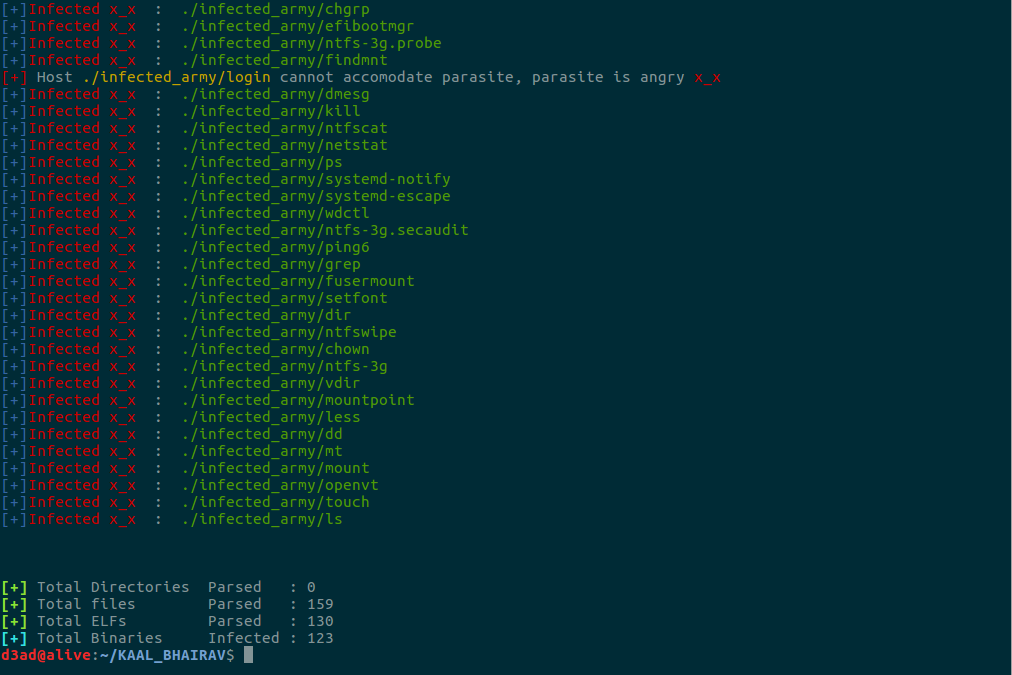 [+]Infected x_x  :  ./infected_army/chgrp
[+]Infected x_x  :  ./infected_army/efibootmgr
[+]Infected x_x  :  ./infected_army/ntfs-3g.probe
[+]Infected x_x  :  ./infected_army/findmnt
[+] Host ./infected_army/login cannot accomodate parasite, parasite is angry x_x
[+]Infected x_x  :  ./infected_army/dmesg
[+]Infected x_x  :  ./infected_army/kill
[+]Infected x_x  :  ./infected_army/ntfscat
[+]Infected x_x  :  ./infected_army/netstat
[+]Infected x_x  :  ./infected_army/ps
[+]Infected x_x  :  ./infected_army/systemd-notify
[+]Infected x_x  :  ./infected_army/systemd-escape
[+]Infected x_x  :  ./infected_army/wdctl
[+]Infected x_x  :  ./infected_army/ntfs-3g.secaudit
[+]Infected x_x  :  ./infected_army/ping6
[+]Infected x_x  :  ./infected_army/grep
[+]Infected x_x  :  ./infected_army/fusermount
[+]Infected x_x  :  ./infected_army/setfont
[+]Infected x_x  :  ./infected_army/dir
[+]Infected x_x  :  ./infected_army/ntfswipe
[+]Infected x_x  :  ./infected_army/chown
[+]Infected x_x  :  ./infected_army/ntfs-3g
[+]Infected x_x  :  ./infected_army/vdir
[+]Infected x_x  :  ./infected_army/mountpoint
[+]Infected x_x  :  ./infected_army/less
[+]Infected x_x  :  ./infected_army/dd
[+]Infected x_x  :  ./infected_army/mt
[+]Infected x_x  :  ./infected_army/mount
[+]Infected x_x  :  ./infected_army/openvt
[+]Infected x_x  :  ./infected_army/touch
[+]Infected x_x  :  ./infected_army/ls
[+] Total Directories  Parsed   : 0
[+] Total files        Parsed   : 159
[+] Total ELFs         Parsed   : 130
[+] Total Binaries     Infected : 123
d3ad@alive:~/KAAL_BHAIRAV$